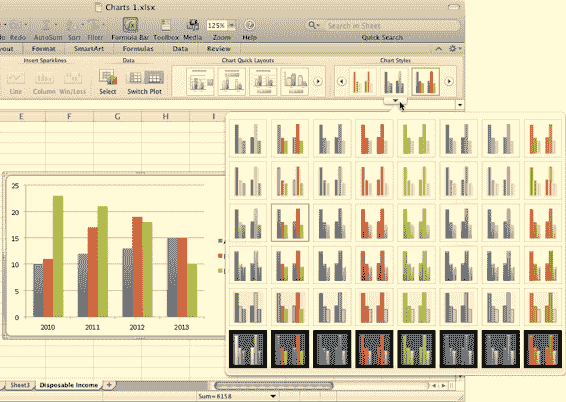 Charts 1.xlsx
Redo AutoSum Sort Filter Formula Bar Toolbox Media Zoom Help
125%
Search in Sheet
Quick Search
Format SmartArt Formulas Data Review
Insert Sparklines Data Chart Quick Layouts Chart Styles
Line Column Win/Loss Select Switch Plot
E F G H I
25
20
15
10
5
0
2010 2011 2012 2013
Sheet3 Disposable Income
Sum=6158